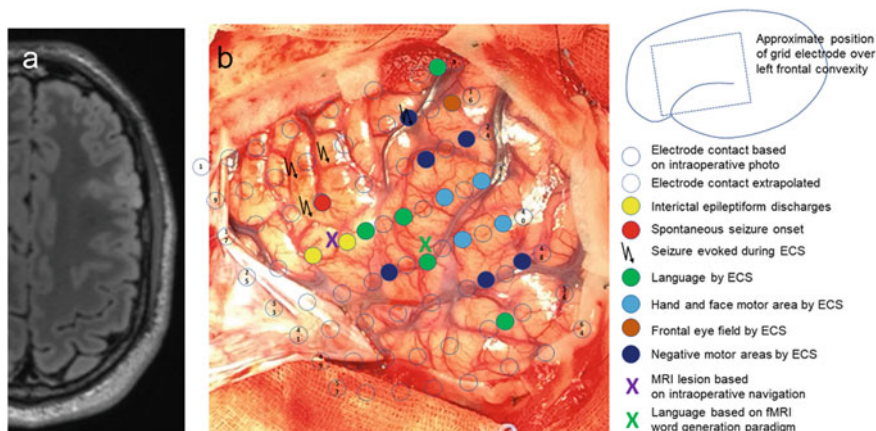 a
b
Approximate position
of grid electrode over
left frontal convexity
Electrode contact based
on intraoperative photo
Electrode contact extrapolated
Interictal epileptiform discharges
Spontaneous seizure onset
Seizure evoked during ECS
Language by ECS
Hand and face motor area by ECS
Frontal eye field by ECS
Negative motor areas by ECS
X
X
X
MRI lesion based
on intraoperative navigation
X
Language based on fMRI
word generation paradigm